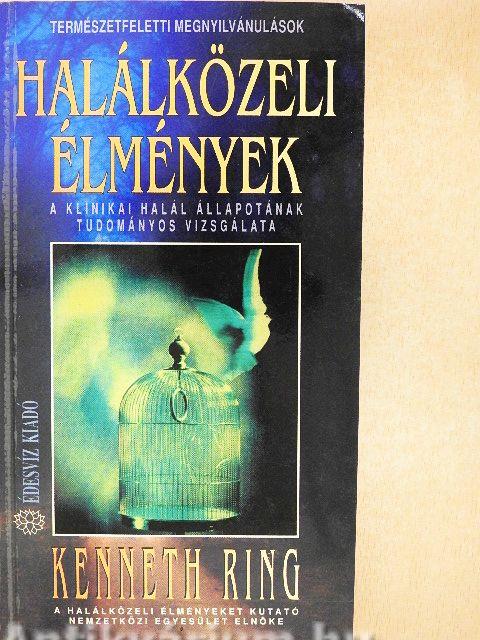 TERMÉSZETFELETTI MEGNYILVÁNULÁSOK
HALÁLKÖZELI
ÉLMÉNYEK
A KLINIKAI HALÁL ÁLLAPOTÁNAK
TUDOMÁNYOS VIZSGÁLATA
ÉDESVÍZ KIADÓ
KENNETH RING
A HALÁLKÖZELI ÉLMÉNYEKET KUTATÓ
NEMZETKÖZI EGYESÜLET ELNÖKE